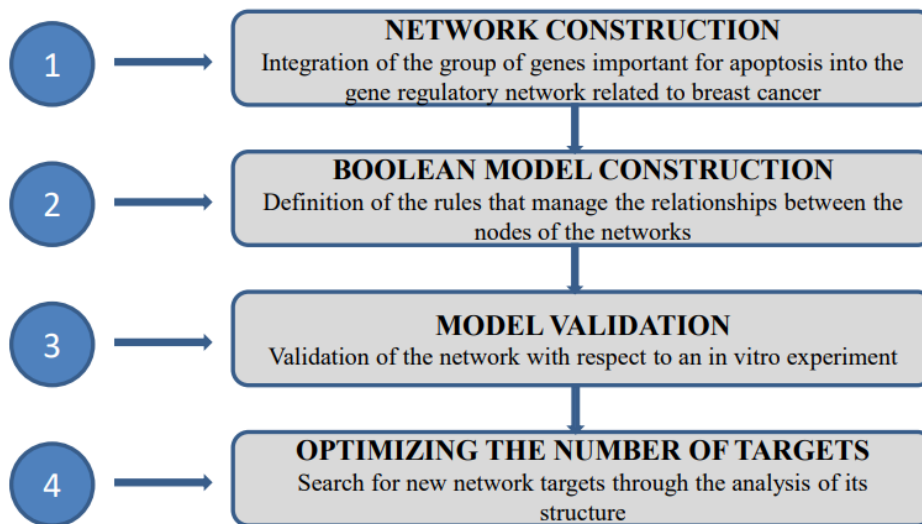 1
NETWORK CONSTRUCTION
Integration of the group of genes important for apoptosis into the
gene regulatory network related to breast cancer
2
BOOLEAN MODEL CONSTRUCTION
Definition of the rules that manage the relationships between the
nodes of the networks
3
MODEL VALIDATION
Validation of the network with respect to an in vitro experiment
4
OPTIMIZING THE NUMBER OF TARGETS
Search for new network targets through the analysis of its
structure